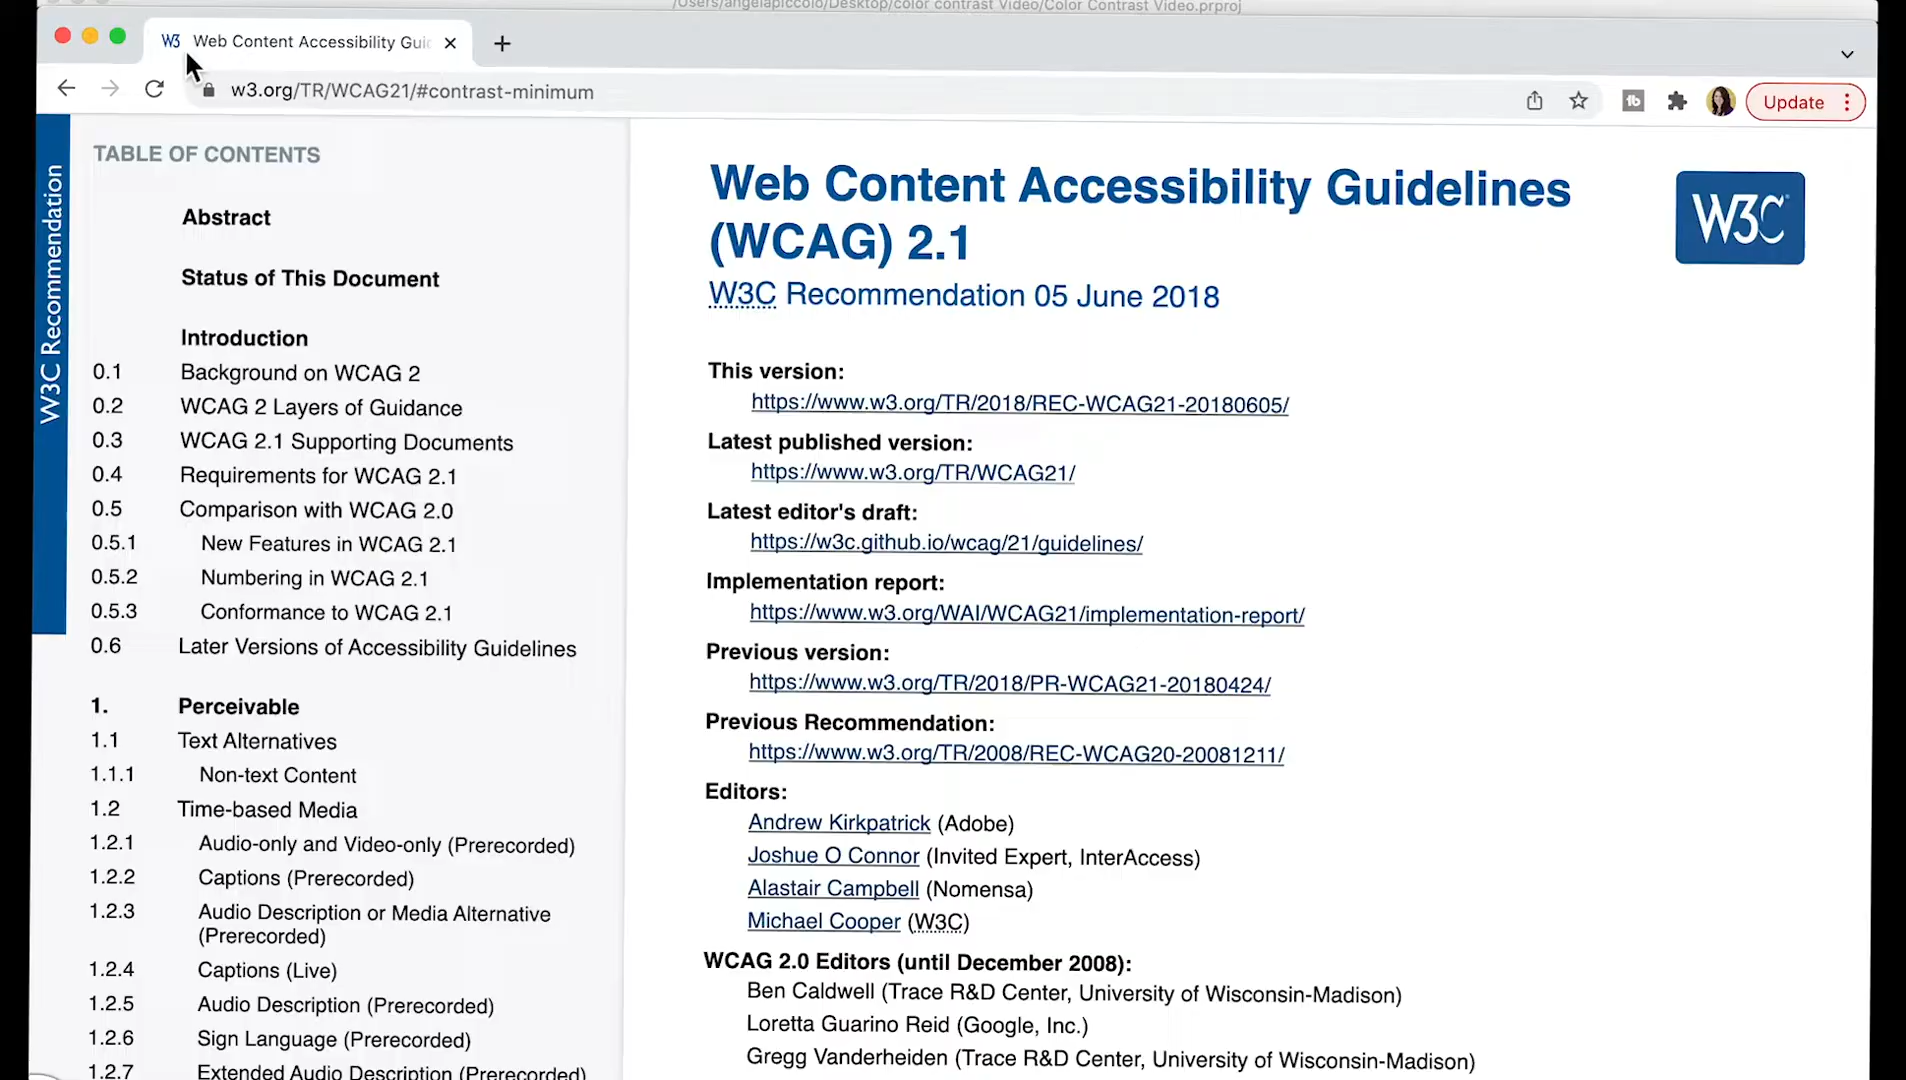 /Users/angelapiccolo/Desktop/color contrast Video/Color Contrast Video.prproj
W3 Web Content Accessibility Gui
w3.org/TR/WCAG21/#contrast-minimum
Update
W3C Recommendation
TABLE OF CONTENTS
Abstract
Status of This Document
Introduction
0.1 Background on WCAG 2
0.2 WCAG 2 Layers of Guidance
0.3 WCAG 2.1 Supporting Documents
0.4 Requirements for WCAG 2.1
0.5 Comparison with WCAG 2.0
0.5.1 New Features in WCAG 2.1
0.5.2 Numbering in WCAG 2.1
0.5.3 Conformance to WCAG 2.1
0.6 Later Versions of Accessibility Guidelines
1. Perceivable
1.1 Text Alternatives
1.1.1 Non-text Content
1.2 Time-based Media
1.2.1 Audio-only and Video-only (Prerecorded)
1.2.2 Captions (Prerecorded)
1.2.3 Audio Description or Media Alternative
(Prerecorded)
1.2.4 Captions (Live)
1.2.5 Audio Description (Prerecorded)
1.2.6 Sign Language (Prerecorded)
1.2.7 Extended Audio Description (Prerecorded)
Web Content Accessibility Guidelines
(WCAG) 2.1
W3C Recommendation 05 June 2018
W3C
This version:
https://www.w3.org/TR/2018/REC-WCAG21-20180605/
Latest published version:
https://www.w3.org/TR/WCAG21/
Latest editor's draft:
https://w3c.github.io/wcag/21/guidelines/
Implementation report:
https://www.w3.org/WAI/WCAG21/implementation-report/
Previous version:
https://www.w3.org/TR/2018/PR-WCAG21-20180424/
Previous Recommendation:
https://www.w3.org/TR/2008/REC-WCAG20-20081211/
Editors:
Andrew Kirkpatrick (Adobe)
Joshue O Connor (Invited Expert, InterAccess)
Alastair Campbell (Nomensa)
Michael Cooper (W3C)
WCAG 2.0 Editors (until December 2008):
Ben Caldwell (Trace R&D Center, University of Wisconsin-Madison)
Loretta Guarino Reid (Google, Inc.)
Gregg Vanderheiden (Trace R&D Center, University of Wisconsin-Madison)